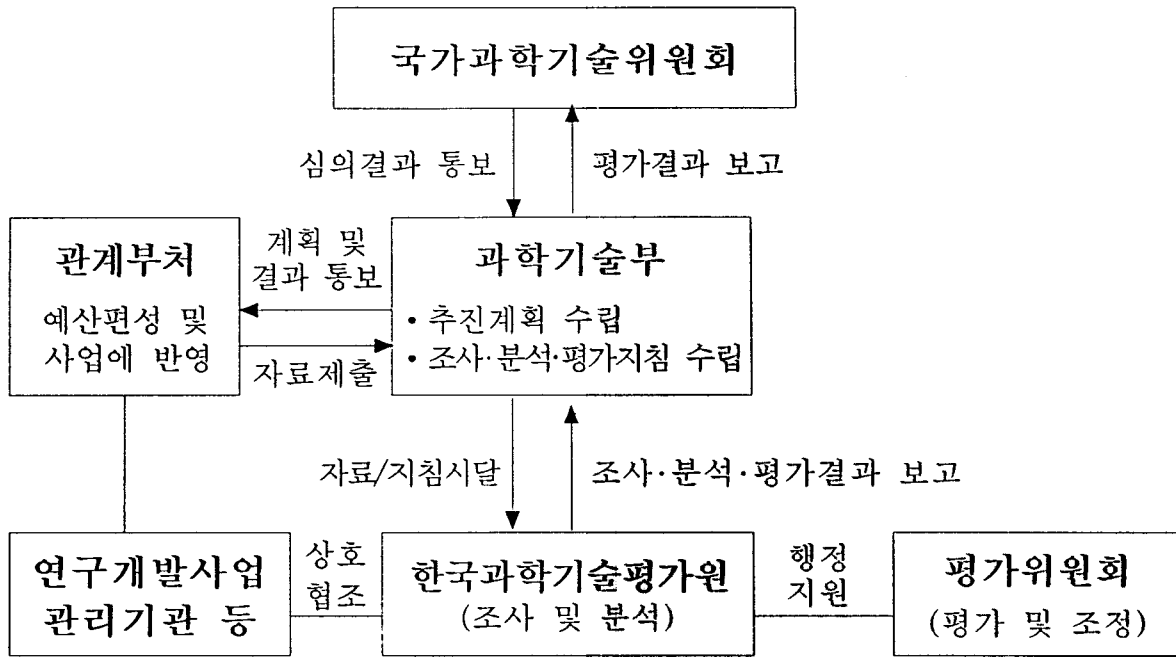 국가과학기술위원회
심의결과 통보
평가결과 보고
관계부처
예산편성 및
사업에 반영
계획 및
결과 통보
자료제출
과학기술부
• 추진계획 수립
• 조사·분석·평가지침 수립
자료/지침시달
조사·분석·평가결과 보고
연구개발사업
관리기관 등
상호
협조
한국과학기술평가원
(조사 및 분석)
행정
지원
평가위원회
(평가 및 조정)